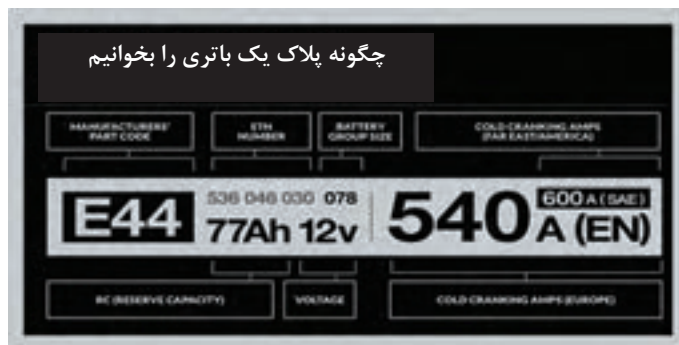 چگونه پلاک یک باتری را بخوانیم
MANUFACTURERS' PART CODE
ETN NUMBER
BATTERY GROUP SIZE
COLD CRANKING AMPS (FAR EAST/AMERICA)
E44
536 046 030 078
600 A (SAE)
77Ah 12v
540 A (EN)
RC (RESERVE CAPACITY)
VOLTAGE
COLD CRANKING AMPS (EUROPE)